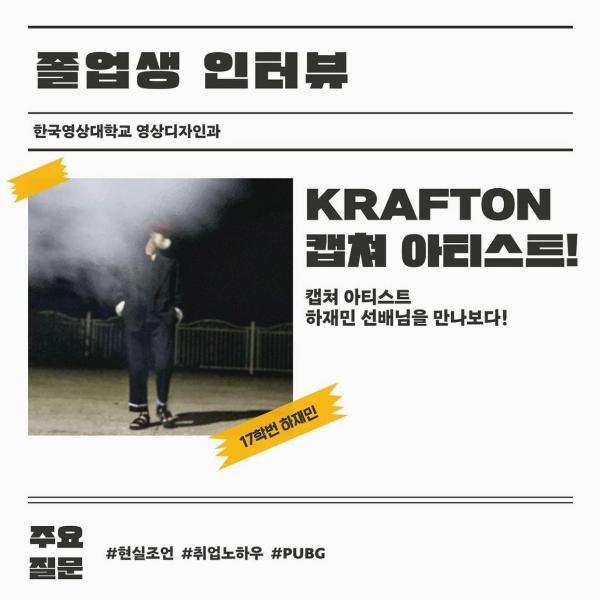 졸업생 인터뷰
한국영상대학교 영상디자인과
KRAFTON
캡쳐 아티스트!
캡쳐 아티스트
하재민 선배님을 만나보다!
17학번 하재민
주요
질문
#현실조언 #취업노하우 #PUBG